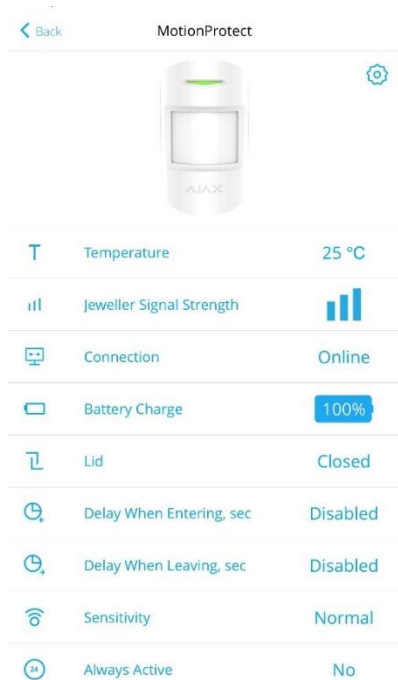 Back MotionProtect
AJAX
T Temperature 25 °C
Jeweller Signal Strength
Connection Online
Battery Charge 100%
Lid Closed
Delay When Entering, sec Disabled
Delay When Leaving, sec Disabled
Sensitivity Normal
24 Always Active No